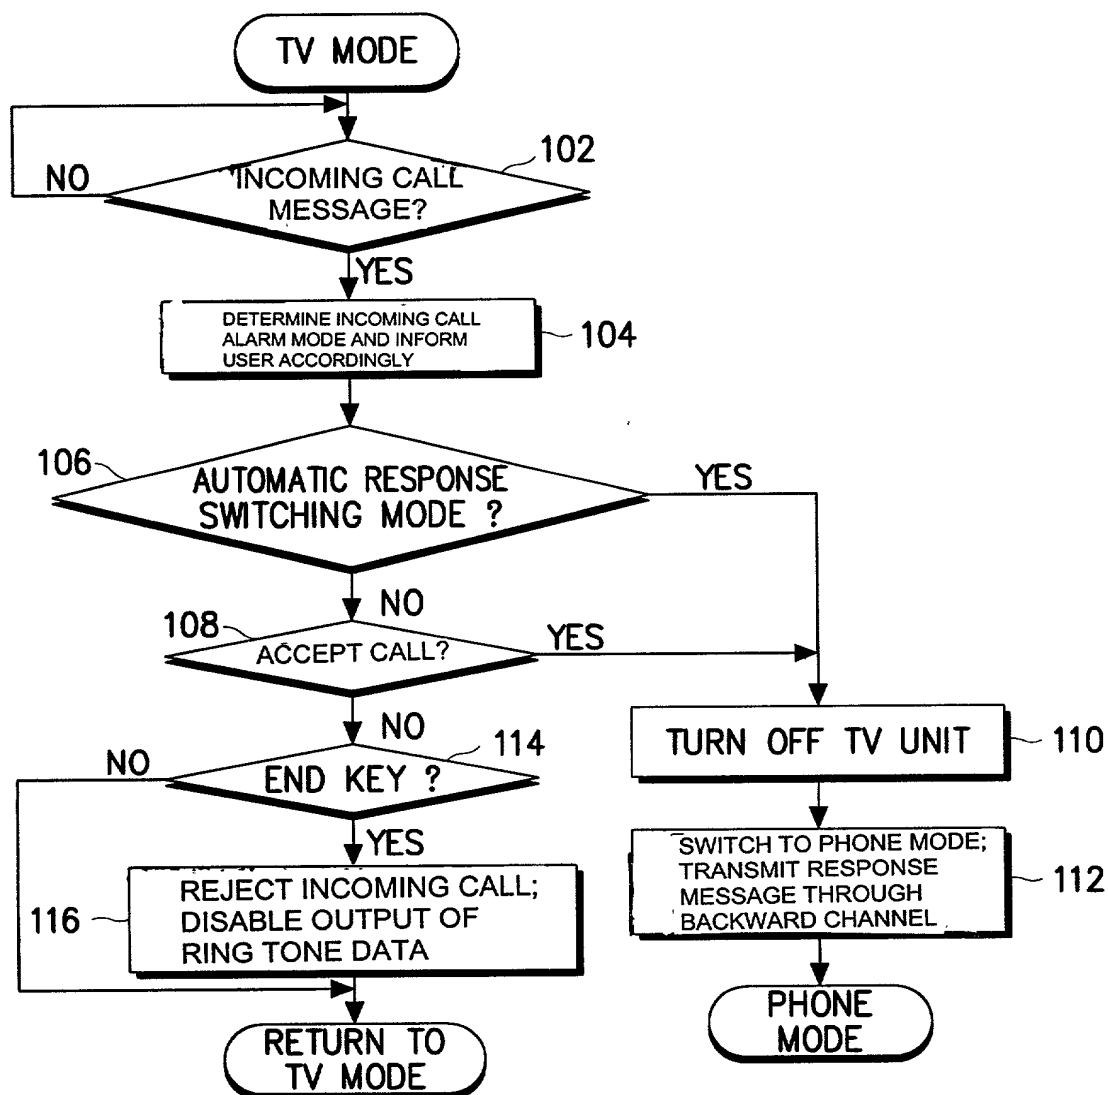 TV MODE
102
NO
INCOMING CALL
MESSAGE?
YES
DETERMINE INCOMING CALL
ALARM MODE AND INFORM
USER ACCORDINGLY
104
106
AUTOMATIC RESPONSE
SWITCHING MODE ?
YES
NO
108
ACCEPT CALL?
YES
NO
114
NO
END KEY ?
TURN OFF TV UNIT
110
YES
SWITCH TO PHONE MODE;
TRANSMIT RESPONSE
MESSAGE THROUGH
BACKWARD CHANNEL
112
116
REJECT INCOMING CALL;
DISABLE OUTPUT OF
RING TONE DATA
PHONE
MODE
RETURN TO
TV MODE